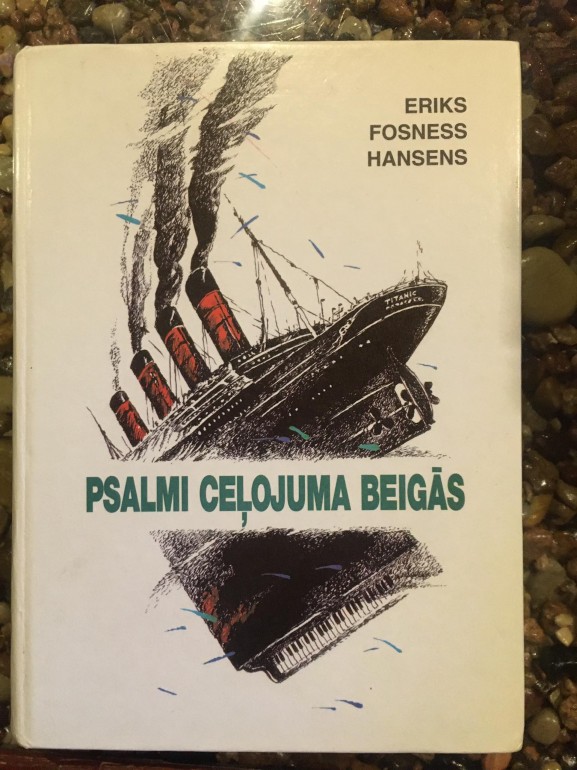 ERIKS
FOSNESS
HANSENS
TITANIC
PSALMI CEĻOJUMA BEIGĀS